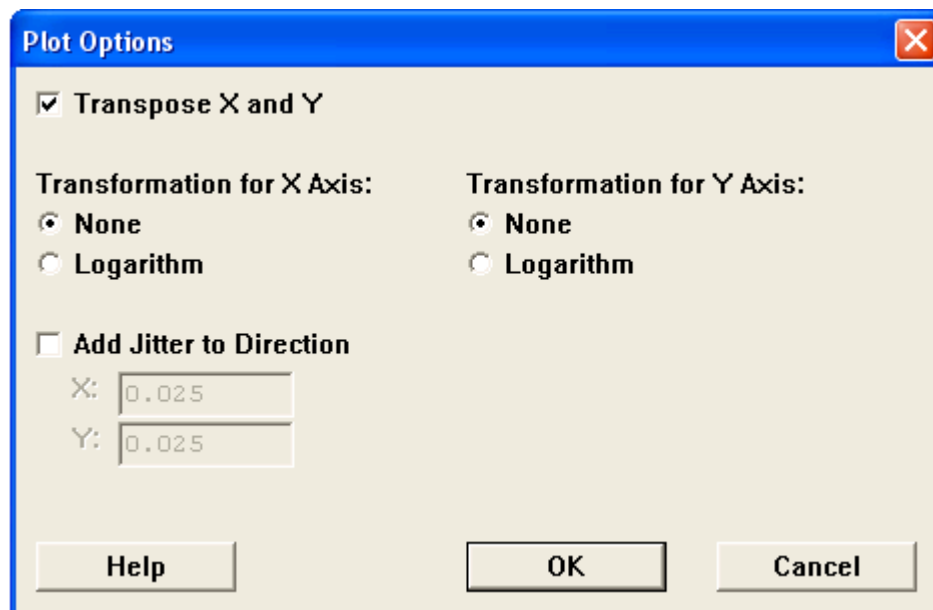 Plot Options
Transpose X and Y
Transformation for X Axis: Transformation for Y Axis:
None None
Logarithm Logarithm
Add Jitter to Direction
X: 0.025
Y: 0.025
Help OK Cancel